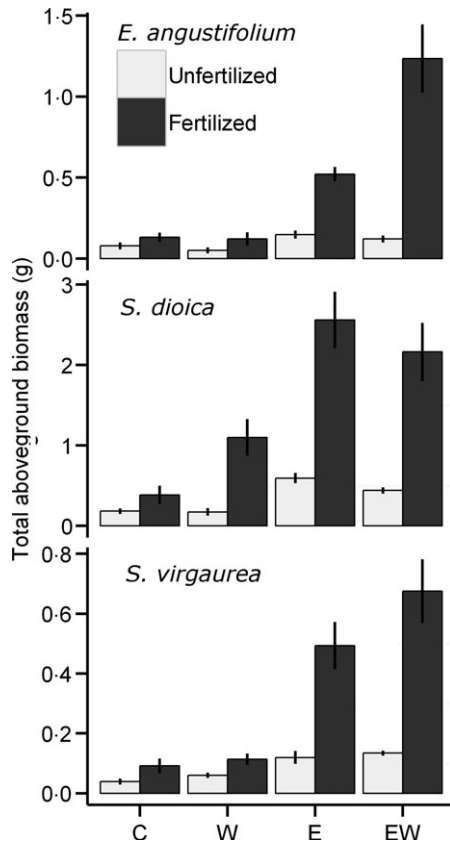 E. angustifolium
Unfertilized
Fertilized
1·5
1·0
0·5
0·0
S. dioica
3
2
1
0
S. virgaurea
0·8
0·6
0·4
0·2
0·0
Total aboveground biomass (g)
C W E EW